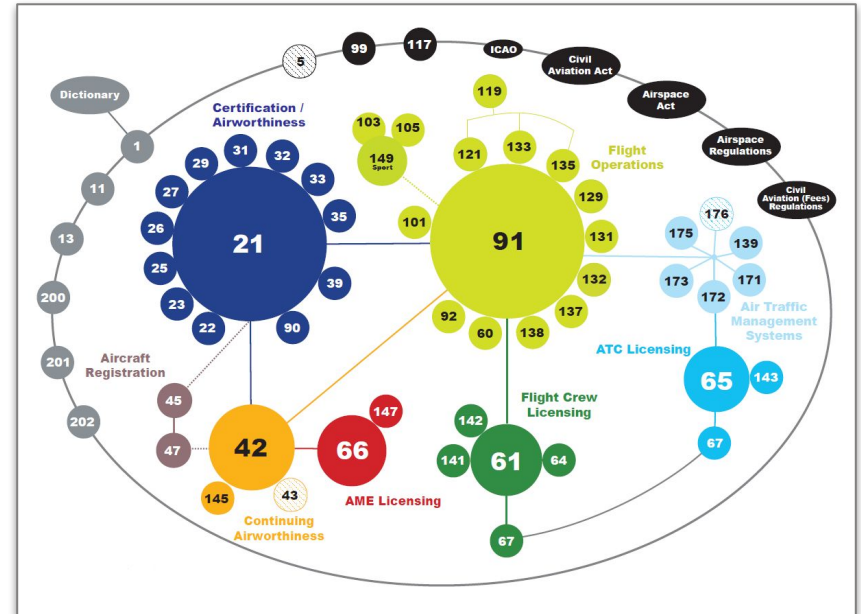 5
99
117
ICAO
Civil
Aviation Act
Airspace
Act
Airspace
Regulations
Civil
Aviation (Fees)
Regulations
Dictionary
1
11
13
200
201
202
Certification /
Airworthiness
31
32
29
33
27
35
26
21
25
39
23
22
90
103
105
149
Sport
119
121
133
135
Flight
Operations
129
101
91
131
132
92
60
138
137
176
175
139
173
171
172
Air Traffic
Management
Systems
ATC Licensing
65
143
67
Aircraft
Registration
45
47
42
145
43
Continuing
Airworthiness
147
66
AME Licensing
Flight Crew
Licensing
142
141
61
64
67